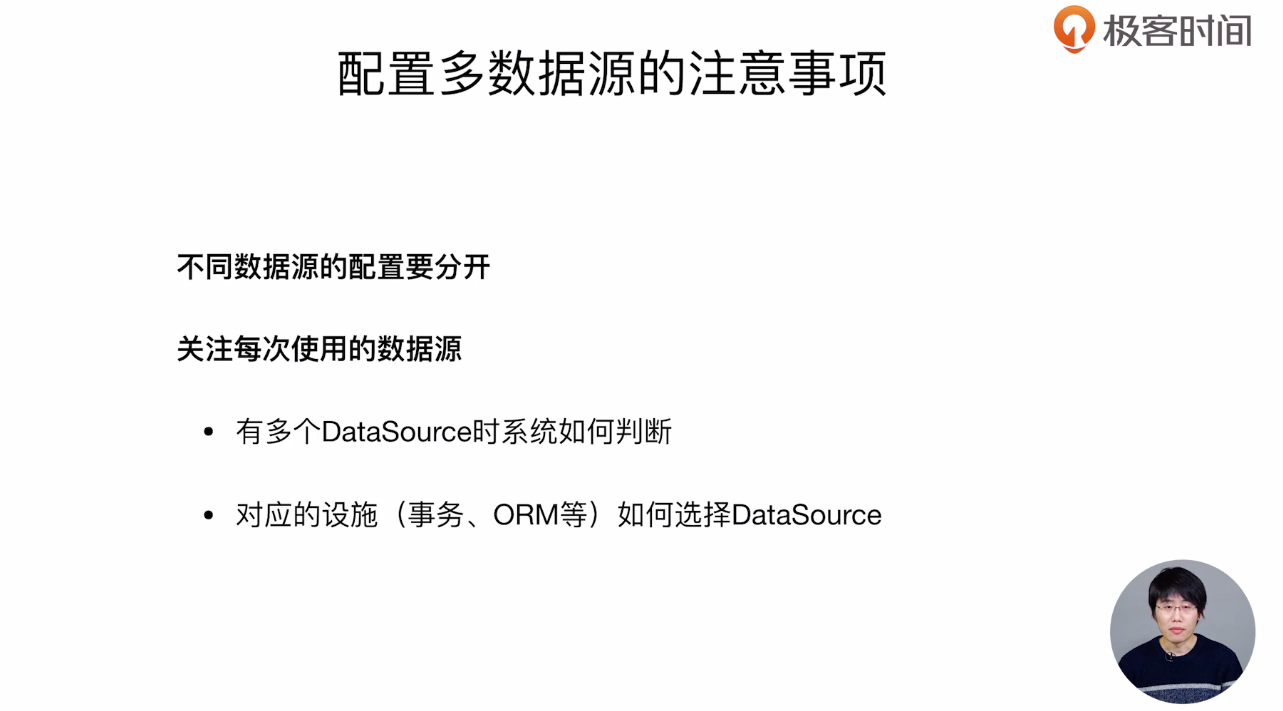 极客时间
配置多数据源的注意事项
不同数据源的配置要分开
关注每次使用的数据源
• 有多个DataSource时系统如何判断
• 对应的设施（事务、ORM等）如何选择DataSource